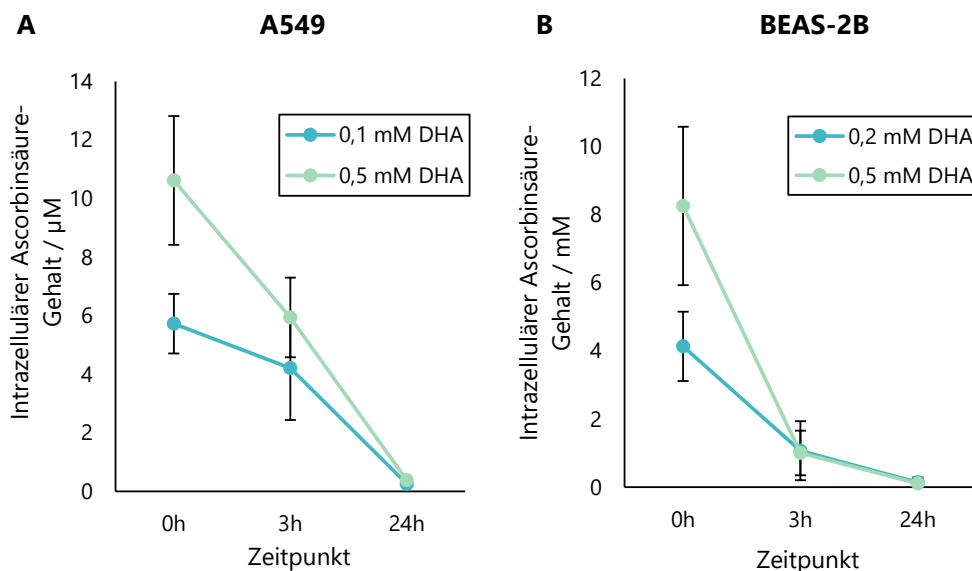 A
A549
Intrazellulärer Ascorbinsäure-
Gehalt / µM
14
12
10
8
6
4
2
0
0,1 mM DHA
0,5 mM DHA
0h
3h
24h
Zeitpunkt
B
BEAS-2B
Intrazellulärer Ascorbinsäure-
Gehalt / mM
12
10
8
6
4
2
0
0,2 mM DHA
0,5 mM DHA
0h
3h
24h
Zeitpunkt